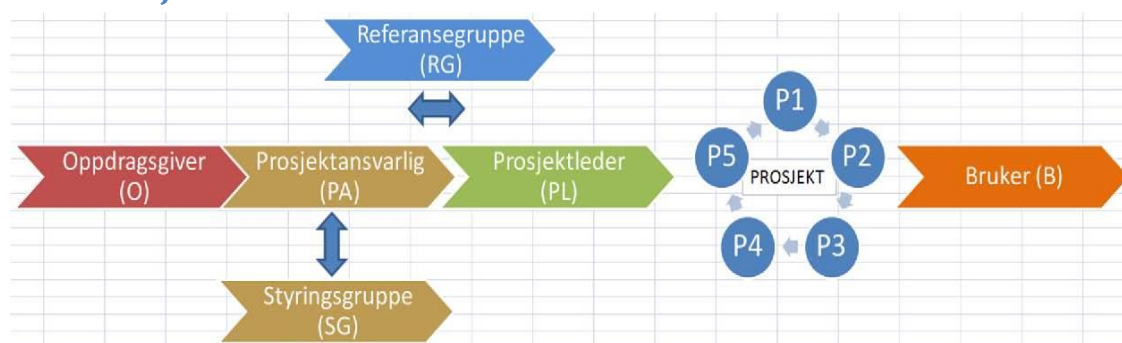 Referansegruppe
(RG)
Oppdragsgiver
(O)
Prosjektansvarlig
(PA)
Prosjektleder
(PL)
P1
P2
P3
P4
P5
PROSJEKT
Bruker (B)
Styringsgruppe
(SG)